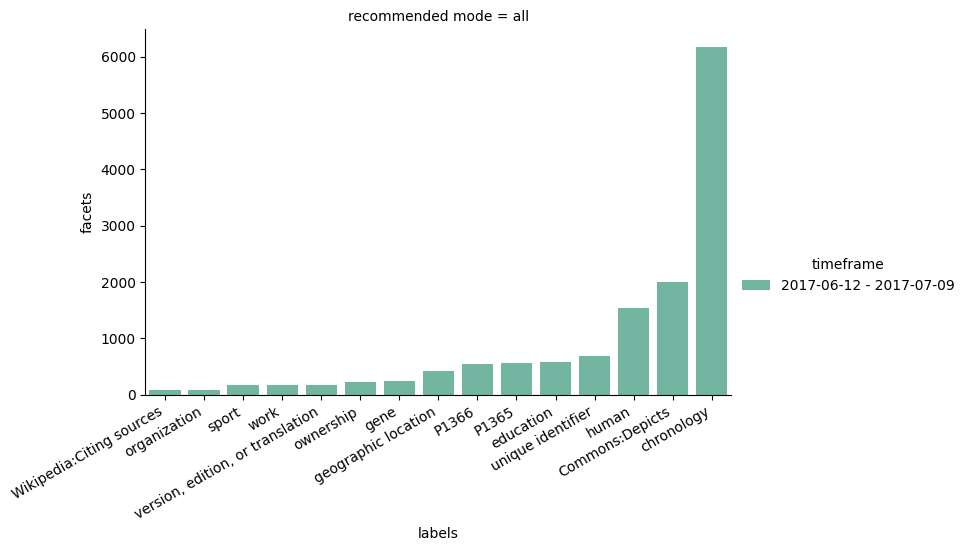 recommended mode = all
6000
5000
4000
3000
2000
1000
0
facets
Wikipedia:Citing sources
organization
sport
work
version, edition, or translation
ownership
gene
geographic location
P1366
P1365
education
unique identifier
human
Commons:Depicts
chronology
labels
timeframe
2017-06-12 - 2017-07-09